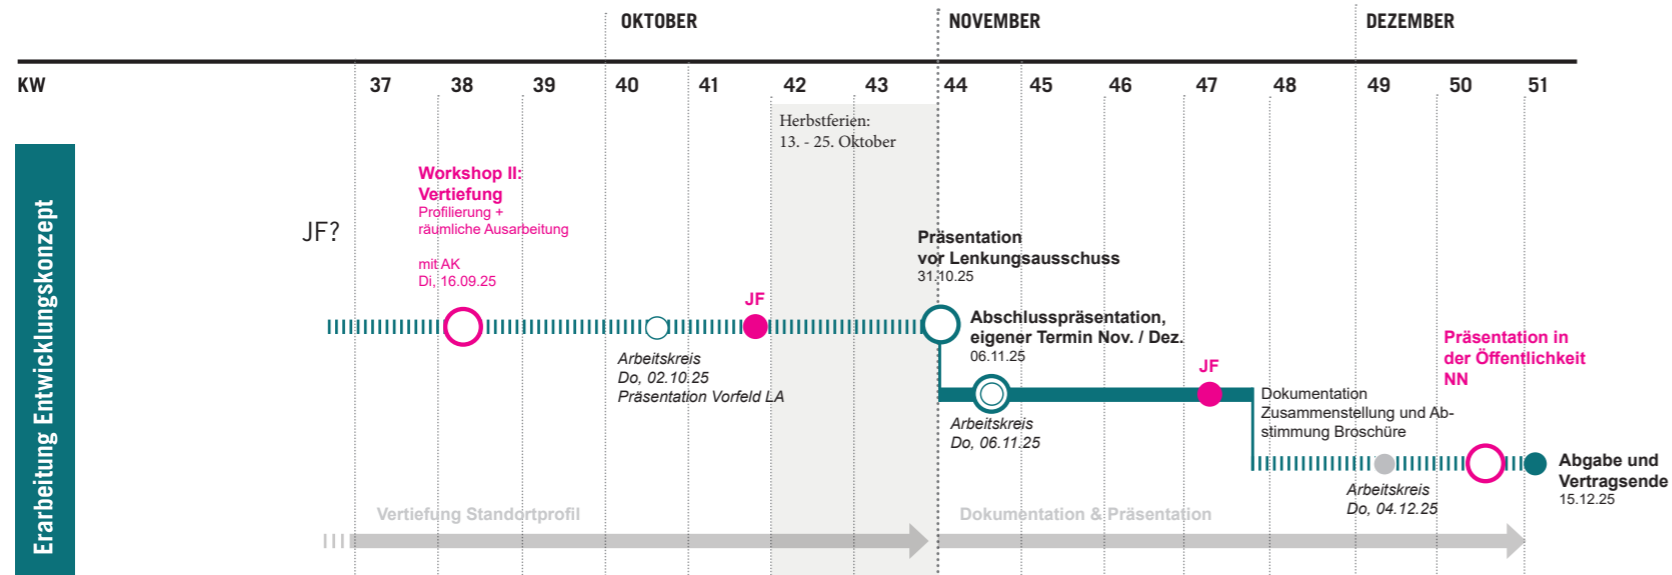 OKTOBER
NOVEMBER
DEZEMBER
KW
37
38
39
40
41
42
43
44
45
46
47
48
49
50
51
Herbstferien:
13. - 25. Oktober
Erarbeitung Entwicklungskonzept
JF?
Workshop II:
Vertiefung
Profilierung +
räumliche Ausarbeitung
mit AK
Di, 16.09.25
Arbeitskreis
Do, 02.10.25
Präsentation Vorfeld LA
JF
Präsentation
vor Lenkungsausschuss
31.10.25
Abschlusspräsentation,
eigener Termin Nov. / Dez.
06.11.25
Arbeitskreis
Do, 06.11.25
JF
Dokumentation
Zusammenstellung und Ab-
stimmung Broschüre
Präsentation in
der Öffentlichkeit
NN
Arbeitskreis
Do, 04.12.25
Abgabe und
Vertragsende
15.12.25
Vertiefung Standortprofil
Dokumentation & Präsentation